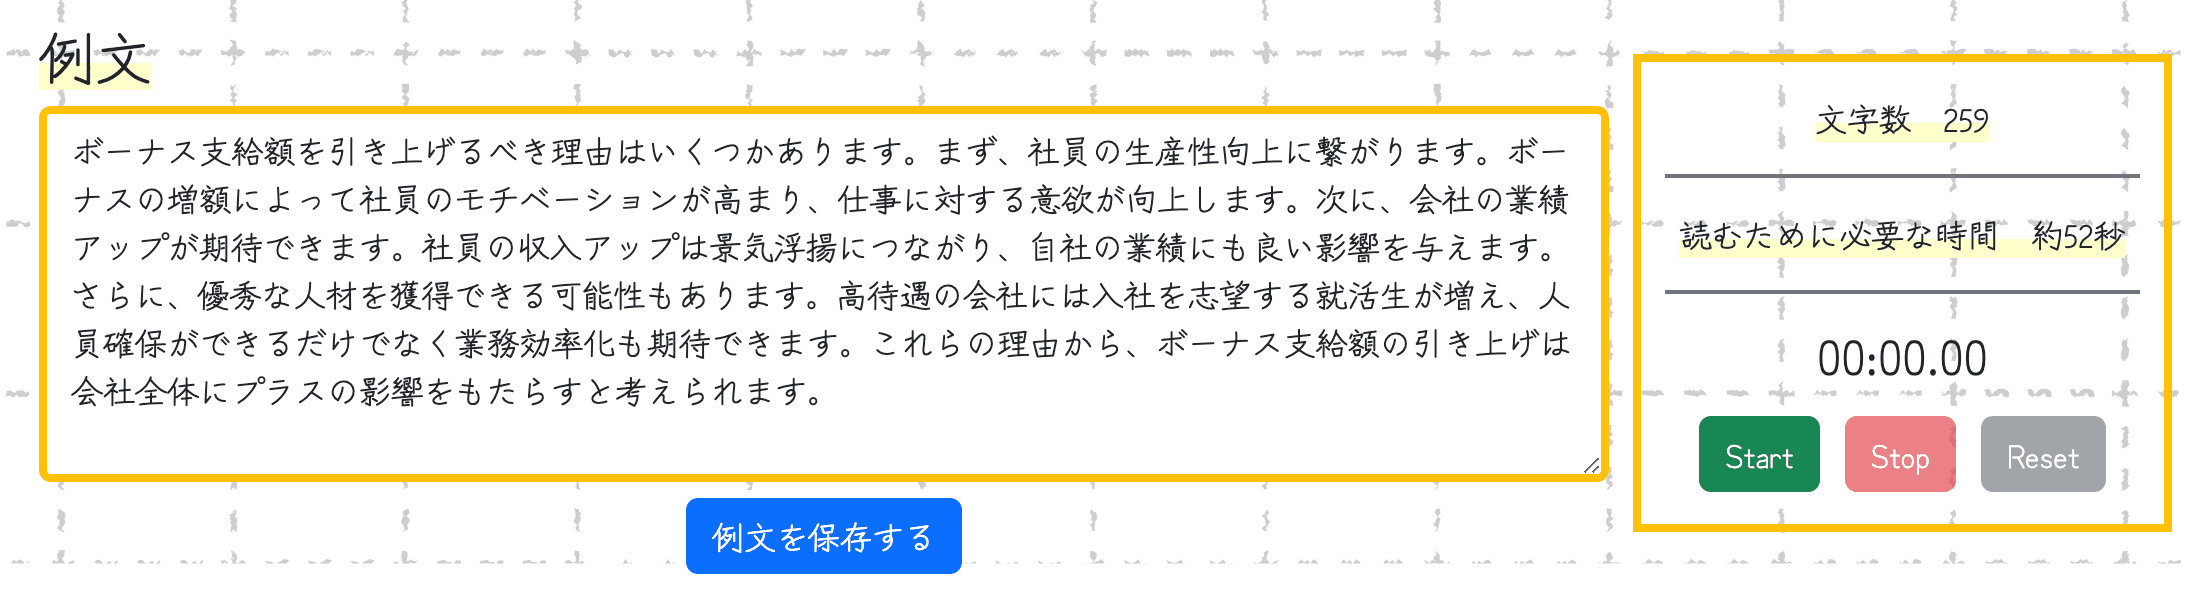 例文
ボーナス支給額を引き上げるべき理由はいくつかあります。まず、社員の生産性向上に繋がります。ボー
ナスの増額によって社員のモチベーションが高まり、仕事に対する意欲が向上します。次に、会社の業績
アップが期待できます。社員の収入アップは景気浮揚につながり、自社の業績にも良い影響を与えます。
さらに、優秀な人材を獲得できる可能性もあります。高待遇の会社には入社を志望する就活生が増え、人
員確保ができるだけでなく業務効率化も期待できます。これらの理由から、ボーナス支給額の引き上げは
会社全体にプラスの影響をもたらすと考えられます。
例文を保存する
文字数　259
読むために必要な時間　約52秒
00:00.00
Start Stop Reset